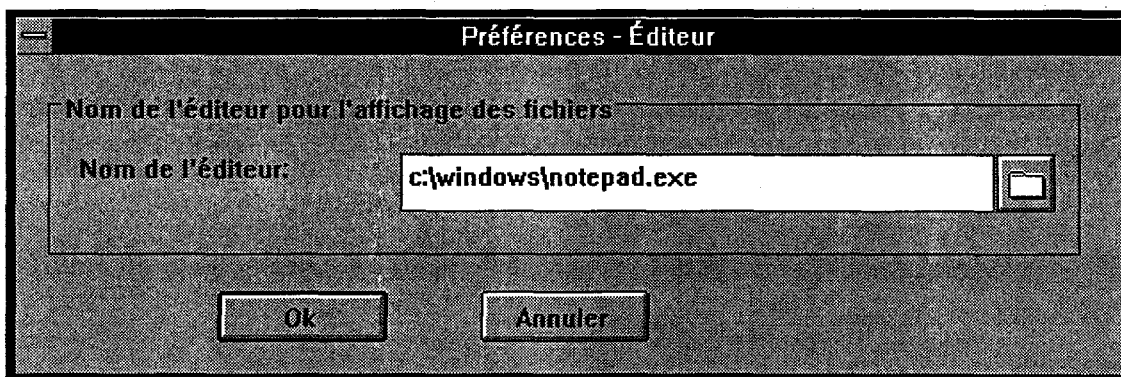 Préférences - Éditeur
Nom de l'éditeur pour l'affichage des fichiers
Nom de l'éditeur:
c:\windows\notepad.exe
Ok
Annuler